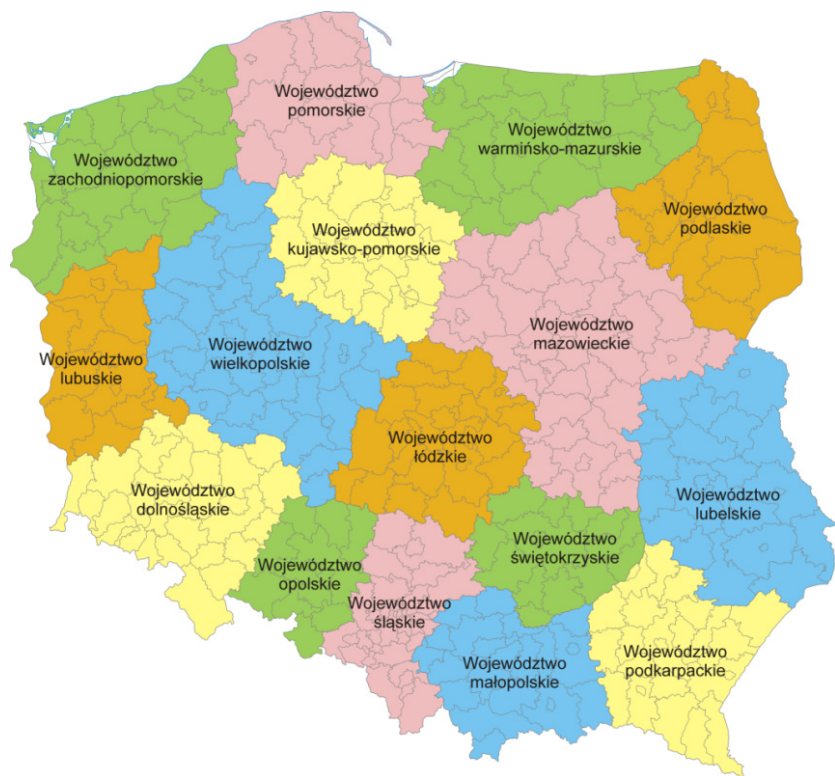 Województwo
pomorskie
Województwo
warmińsko-mazurskie
Województwo
zachodniopomorskie
Województwo
podlaskie
Województwo
kujawsko-pomorskie
Województwo
mazowieckie
Województwo
wielkopolskie
Województwo
lubuskie
Województwo
łódzkie
Województwo
dolnośląskie
Województwo
lubelskie
Województwo
świętokrzyskie
Województwo
opolskie
Województwo
śląskie
Województwo
małopolskie
Województwo
podkarpackie